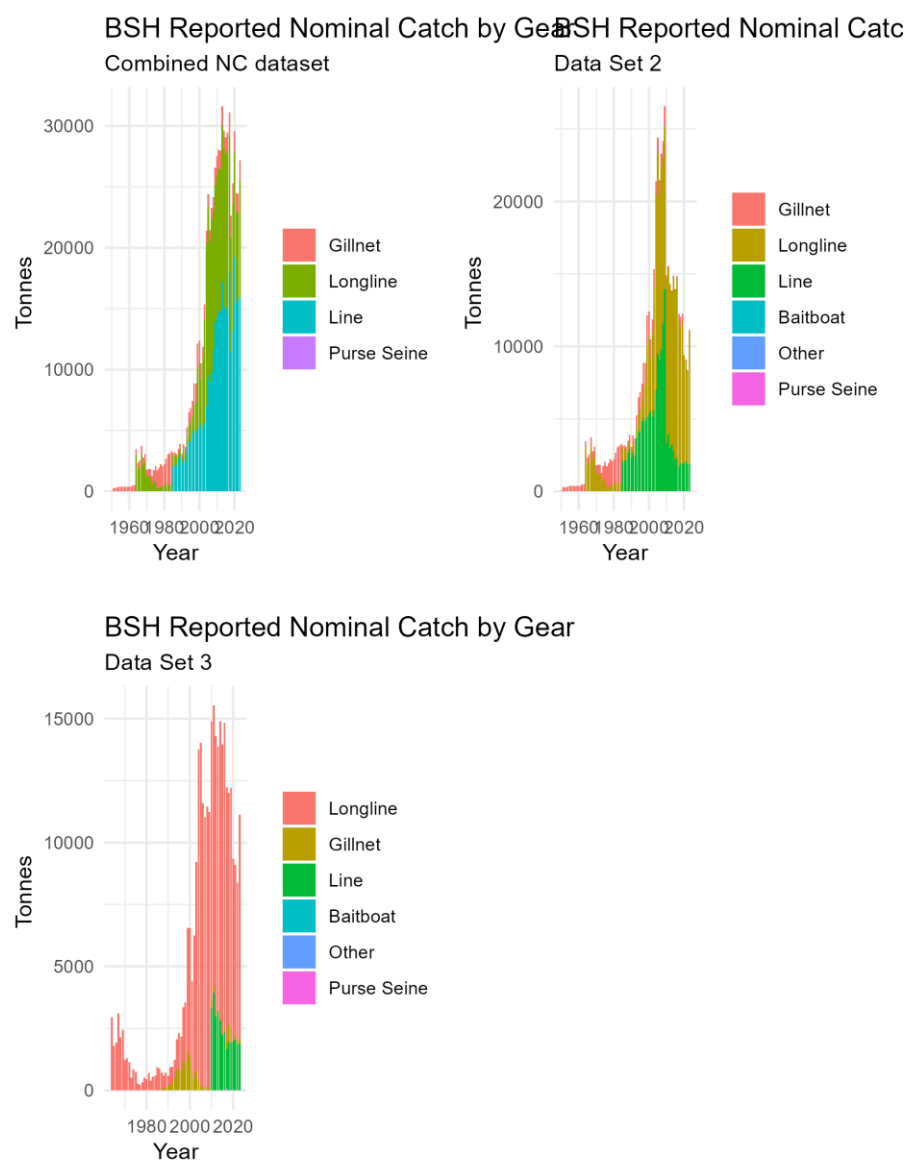 BSH Reported Nominal Catch by Gear
Combined NC dataset
30000
20000
10000
0
Tonnes
1960 1980 2000 2020
Year
Gillnet
Longline
Line
Purse Seine
BSH Reported Nominal Catc
Data Set 2
20000
10000
0
Tonnes
1960 1980 2000 2020
Year
Gillnet
Longline
Line
Baitboat
Other
Purse Seine
BSH Reported Nominal Catch by Gear
Data Set 3
15000
10000
5000
0
Tonnes
1980 2000 2020
Year
Longline
Gillnet
Line
Baitboat
Other
Purse Seine